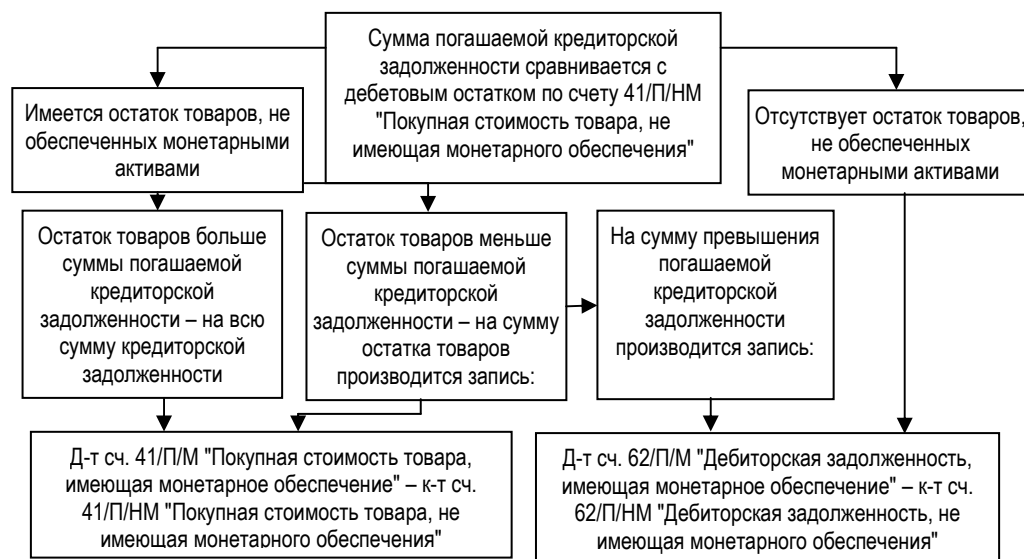 Сумма погашаемой кредиторской
задолженности сравнивается с
дебетовым остатком по счету 41/П/НМ
"Покупная стоимость товара, не
имеющая монетарного обеспечения"
Имеется остаток товаров, не
обеспеченных монетарными
активами
Отсутствует остаток товаров,
не обеспеченных
монетарными активами
Остаток товаров больше
суммы погашаемой
кредиторской
задолженности – на всю
сумму кредиторской
задолженности
Остаток товаров меньше
суммы погашаемой
кредиторской
задолженности – на сумму
остатка товаров
производится запись:
На сумму превышения
погашаемой
кредиторской
задолженности
производится запись:
Д-т сч. 41/П/М "Покупная стоимость товара,
имеющая монетарное обеспечение" – к-т сч.
41/П/НМ "Покупная стоимость товара, не
имеющая монетарного обеспечения"
Д-т сч. 62/П/М "Дебиторская задолженность,
имеющая монетарное обеспечение" – к-т сч.
62/П/НМ "Дебиторская задолженность, не
имеющая монетарного обеспечения"